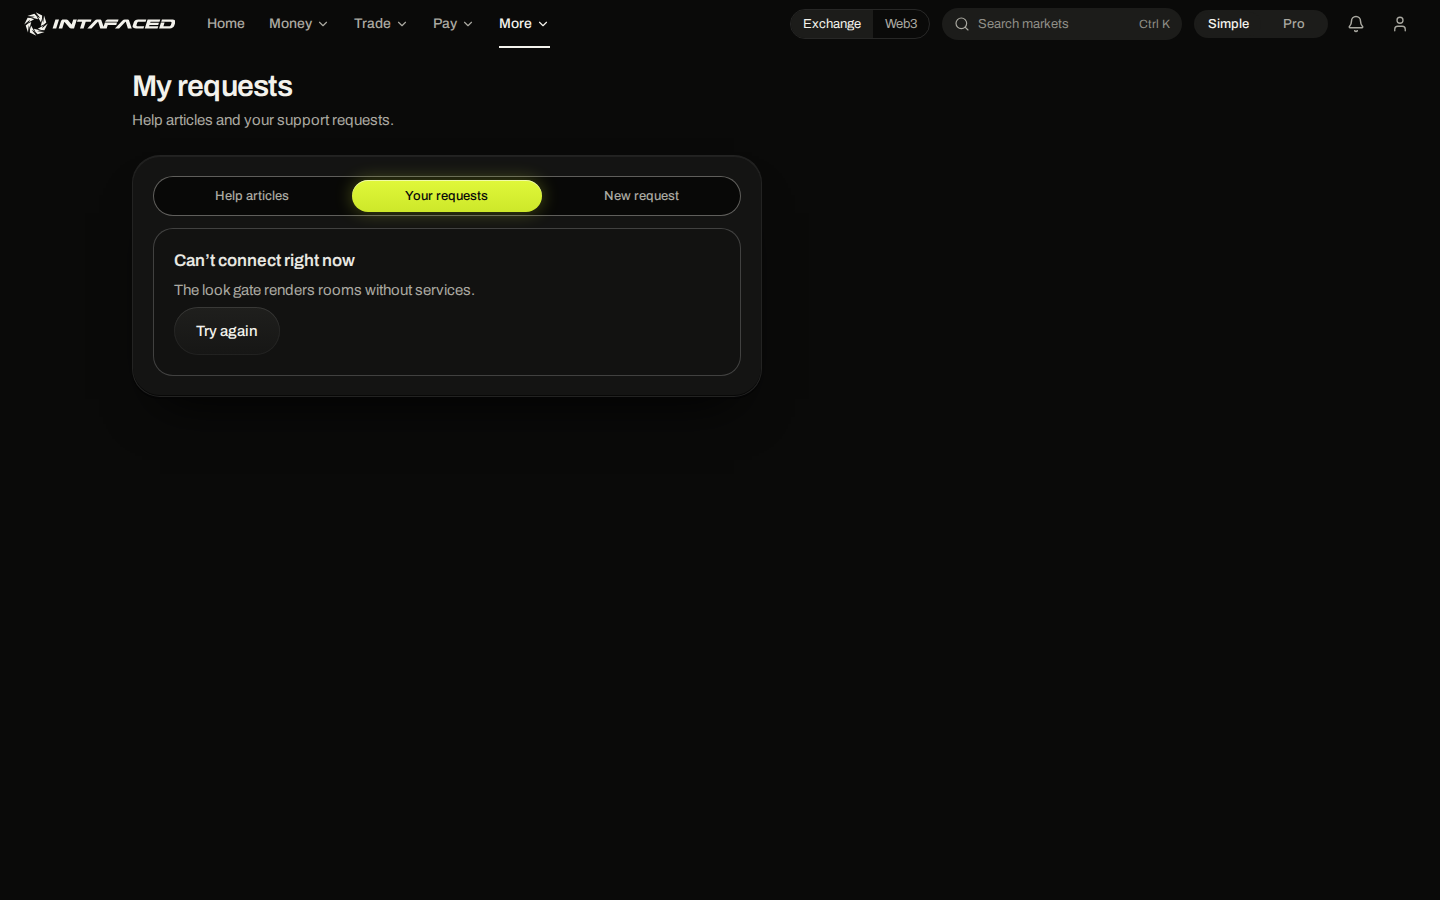 INTAFACED Home Money Trade Pay More Exchange Web3 Search markets Ctrl K Simple Pro
My requests
Help articles and your support requests.
Help articles Your requests New request
Can’t connect right now
The look gate renders rooms without services.
Try again